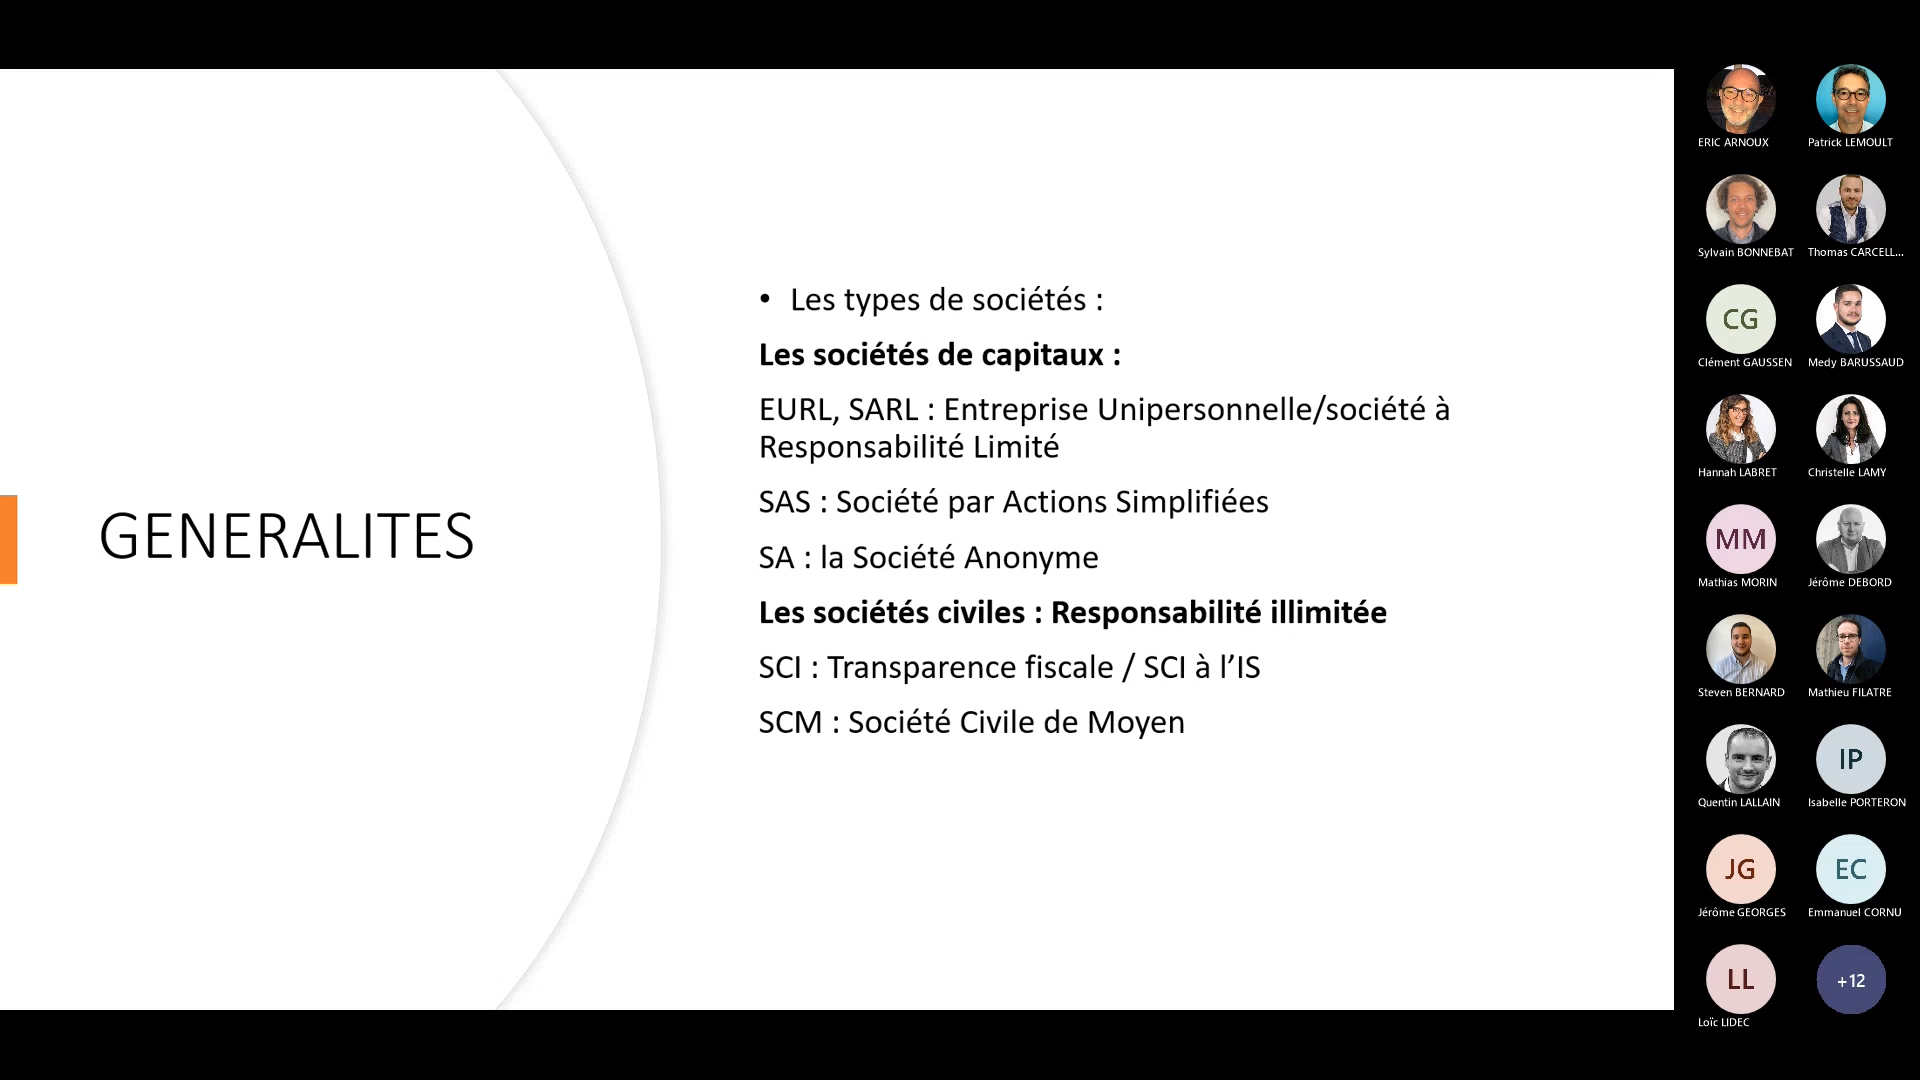 GENERALITES
• Les types de sociétés :
Les sociétés de capitaux :
EURL, SARL : Entreprise Unipersonnelle/société à
Responsabilité Limité
SAS : Société par Actions Simplifiées
SA : la Société Anonyme
Les sociétés civiles : Responsabilité illimitée
SCI : Transparence fiscale / SCI à l’IS
SCM : Société Civile de Moyen
ERIC ARNOUX
Patrick LEMOULT
Sylvain BONNEBAT
Thomas CARCELL...
CG
Clément GAUSSEN
Medy BARUSSAUD
Hannah LABRET
Christelle LAMY
MM
Mathias MORIN
Jérôme DEBORD
Steven BERNARD
Mathieu FILATRE
Quentin LALLAIN
IP
Isabelle PORTERON
JG
Jérôme GEORGES
EC
Emmanuel CORNU
LL
Loïc LIDEC
+12